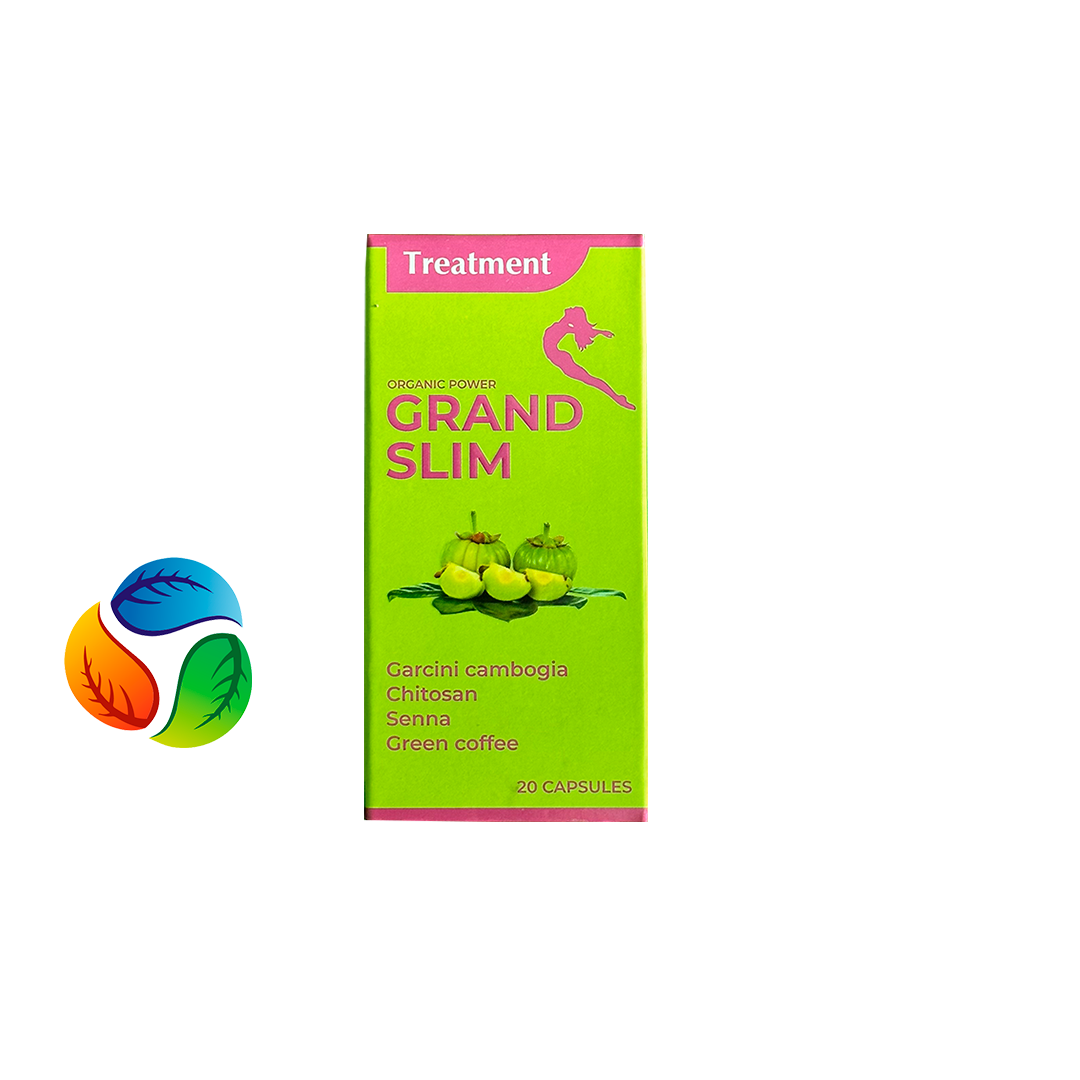 Treatment
ORGANIC POWER
GRAND
SLIM
Garcini cambogia
Chitosan
Senna
Green coffee
20 CAPSULES